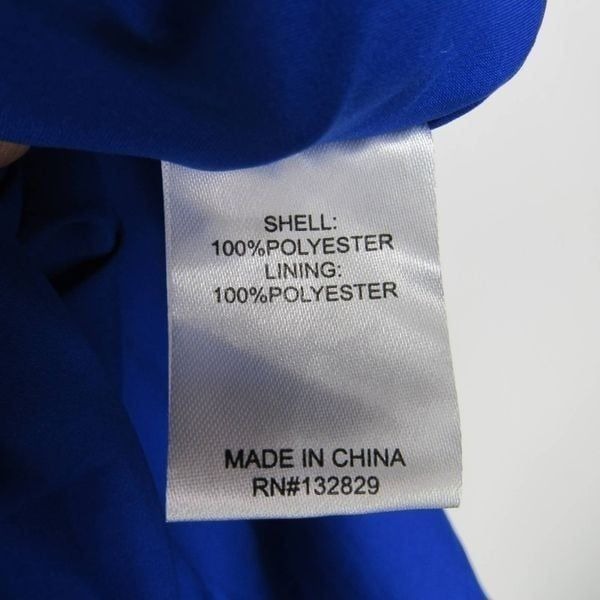 SHELL:
100%POLYESTER
LINING:
100%POLYESTER
MADE IN CHINA
RN#132829